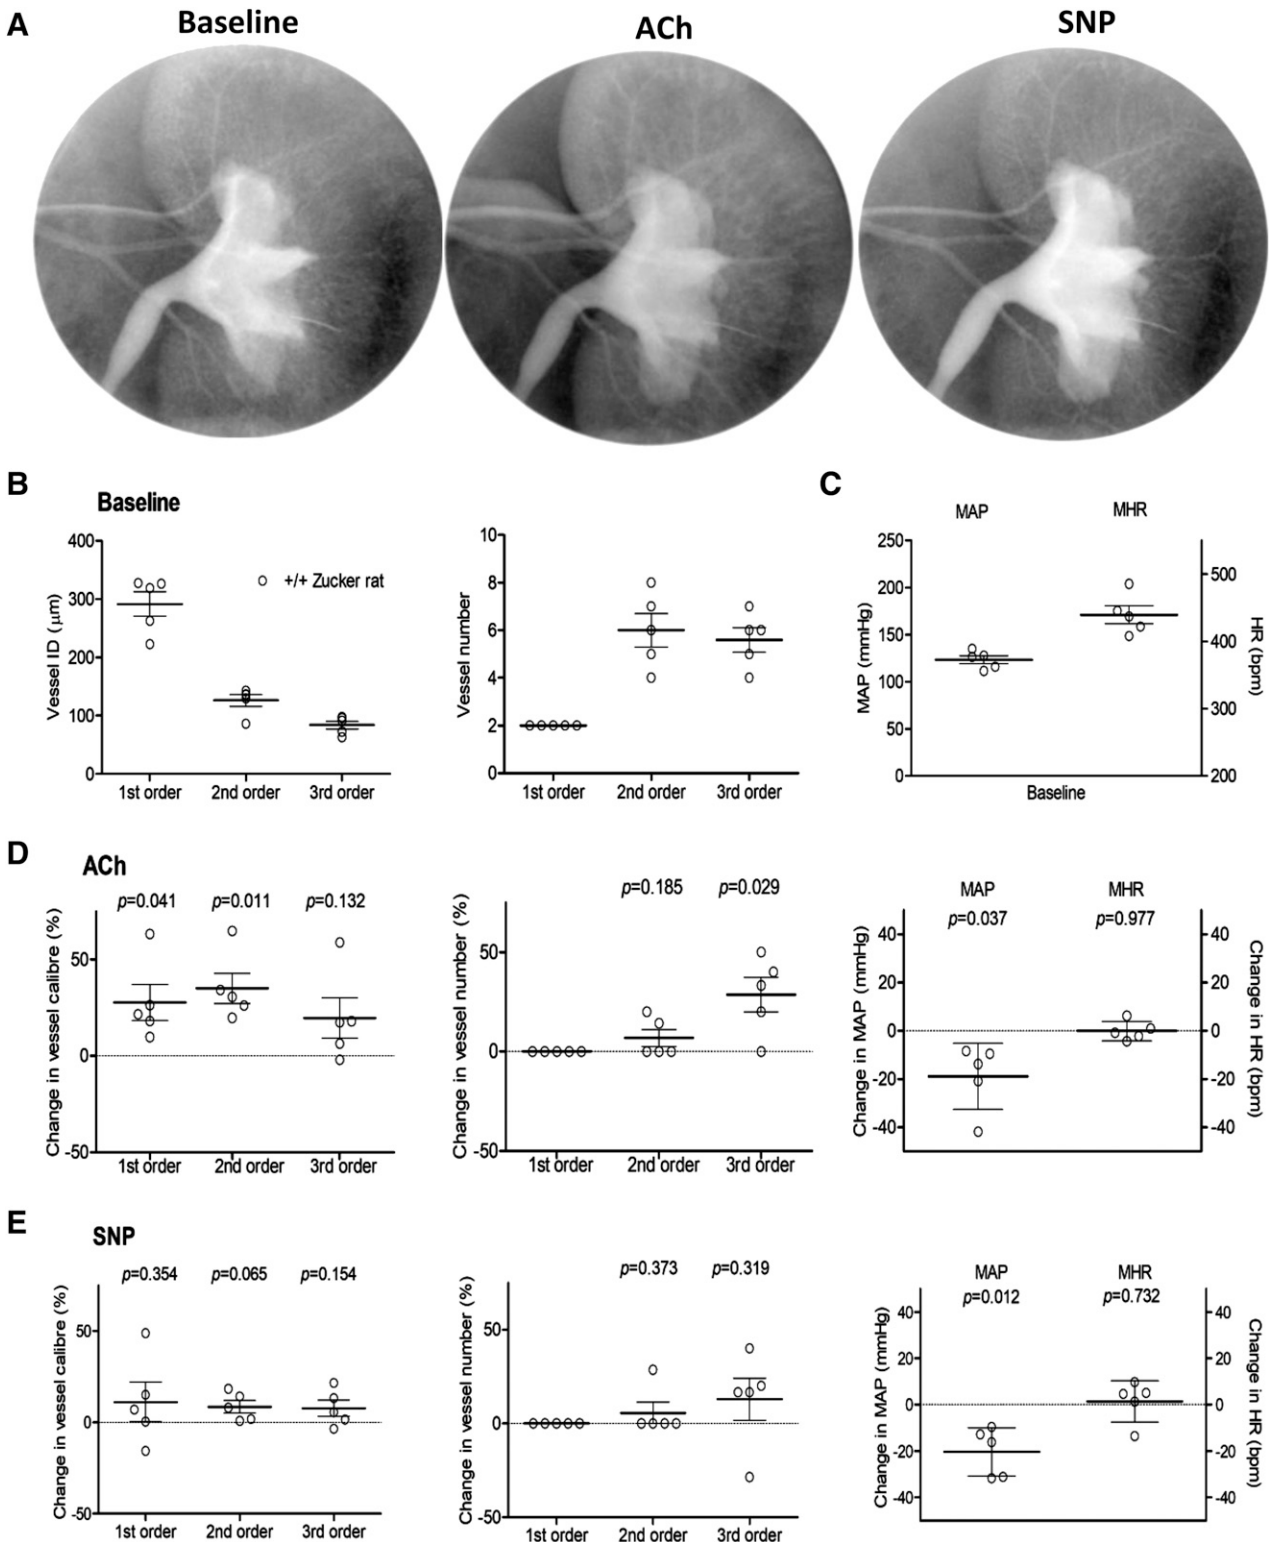 A
Baseline
ACh
SNP
B
Baseline
Vessel ID (μm)
400
300
200
100
0
1st order
2nd order
3rd order
+/+ Zucker rat
Vessel number
10
8
6
4
2
0
1st order
2nd order
3rd order
C
MAP
MHR
MAP (mmHg)
250
200
150
100
50
0
500
400
300
200
HR (bpm)
Baseline
D
ACh
p=0.041
p=0.011
p=0.132
Change in vessel calibre (%)
50
0
-50
1st order
2nd order
3rd order
p=0.185
p=0.029
Change in vessel number (%)
50
0
-50
1st order
2nd order
3rd order
MAP
MHR
p=0.037
p=0.977
Change in MAP (mmHg)
40
20
0
-20
-40
40
20
0
-20
-40
Change in HR (bpm)
E
SNP
p=0.354
p=0.065
p=0.154
Change in vessel calibre (%)
50
0
-50
1st order
2nd order
3rd order
p=0.373
p=0.319
Change in vessel number (%)
50
0
-50
1st order
2nd order
3rd order
MAP
MHR
p=0.012
p=0.732
Change in MAP (mmHg)
40
20
0
-20
-40
40
20
0
-20
-40
Change in HR (bpm)